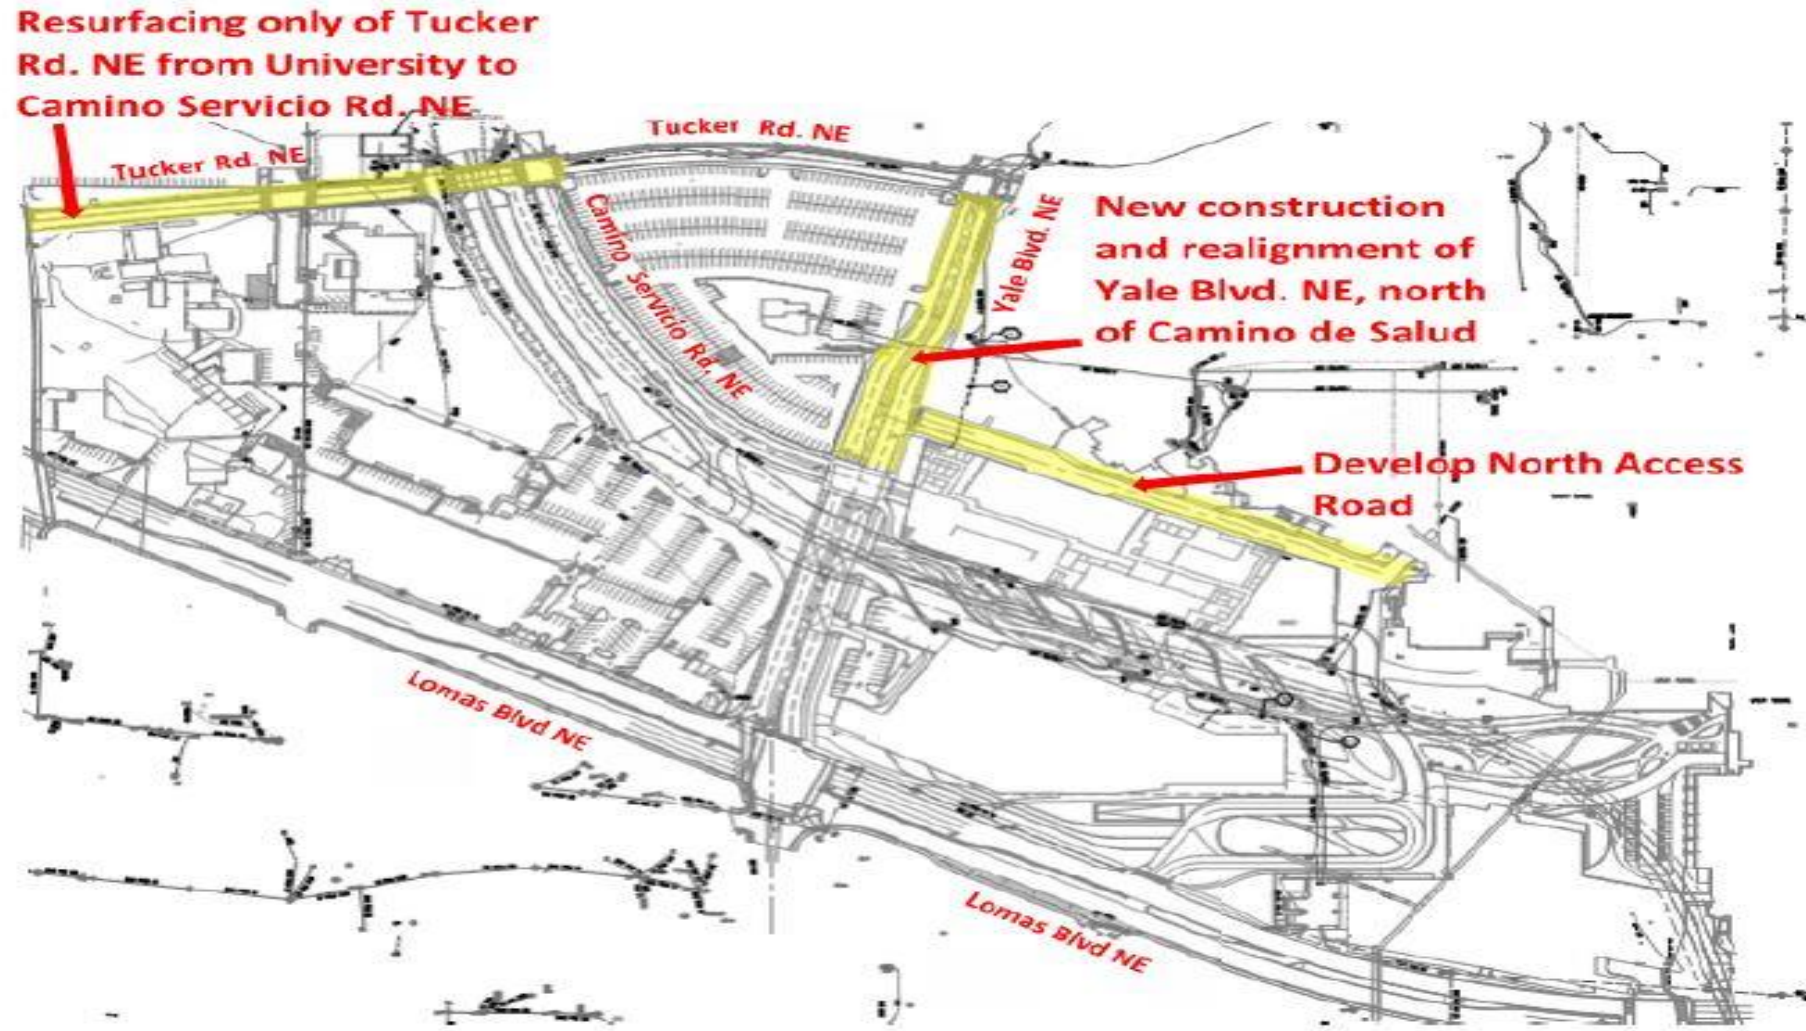 Resurfacing only of Tucker
Rd. NE from University to
Camino Servicio Rd. NE
Tucker Rd. NE
Tucker Rd. NE
Camino Servicio Rd. NE
Yale Blvd. NE
New construction
and realignment of
Yale Blvd. NE, north
of Camino de Salud
Develop North Access
Road
Lomas Blvd NE
Lomas Blvd NE